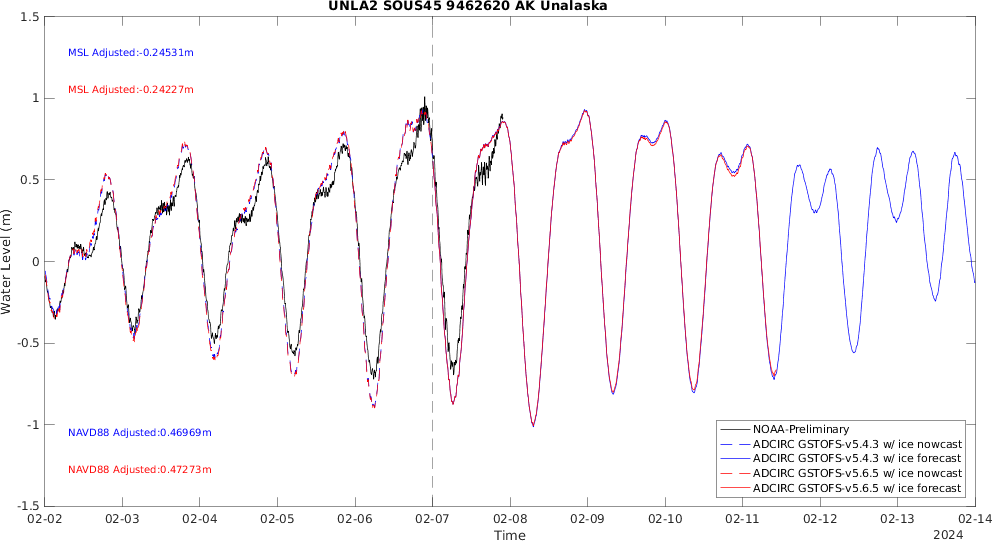 UNLA2 SOUS45 9462620 AK Unalaska
MSL Adjusted:-0.24531m
MSL Adjusted:-0.24227m
NAVD88 Adjusted:0.46969m
NAVD88 Adjusted:0.47273m
Water Level (m)
1.5
1
0.5
0
-0.5
-1
-1.5
NOAA-Preliminary
ADCIRC GSTOFS-v5.4.3 w/ ice nowcast
ADCIRC GSTOFS-v5.4.3 w/ ice forecast
ADCIRC GSTOFS-v5.6.5 w/ ice nowcast
ADCIRC GSTOFS-v5.6.5 w/ ice forecast
02-02 02-03 02-04 02-05 02-06 02-07 02-08 02-09 02-10 02-11 02-12 02-13 02-14
Time
2024